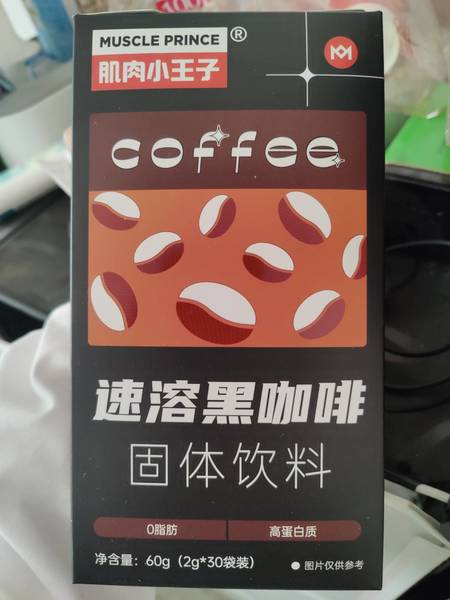 MUSCLE PRINCE®
肌肉小王子
coffee
速溶黑咖啡
固体饮料
0脂肪
高蛋白质
净含量：60g（2g*30袋装）
●图片仅供参考